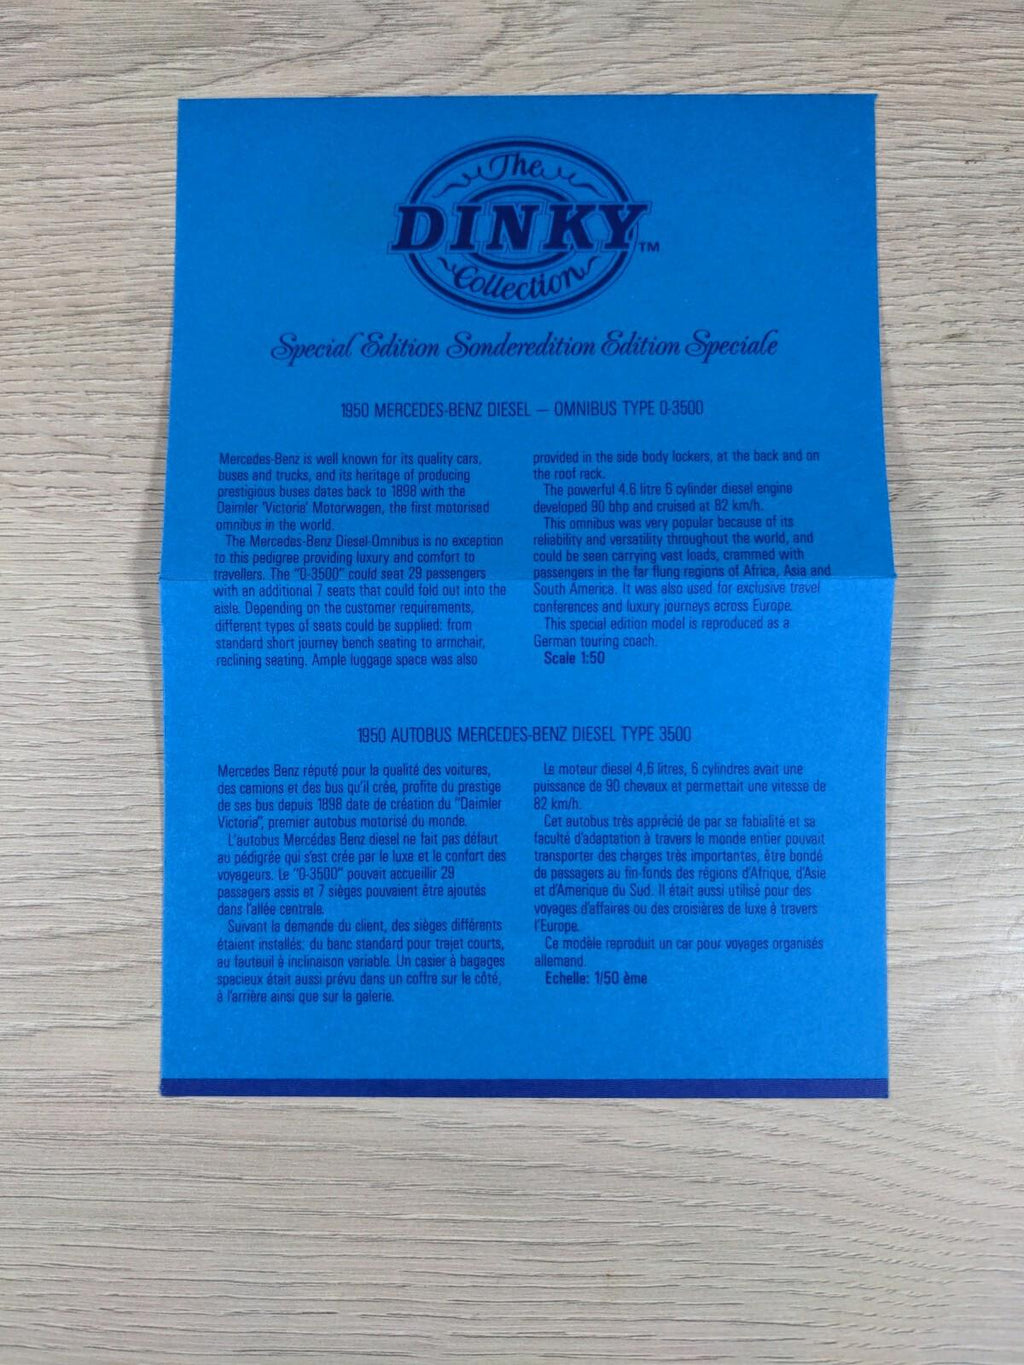 The
DINKY™
Collection
Special Edition Sonderedition Edition Speciale
1950 MERCEDES-BENZ DIESEL – OMNIBUS TYPE O-3500
Mercedes-Benz is well known for its quality cars,
buses and trucks, and its heritage of producing
prestigious buses dates back to 1898 with the
Daimler 'Victoria' Motorwagen, the first motorised
omnibus in the world.
The Mercedes-Benz Diesel-Omnibus is no exception
to this pedigree providing luxury and comfort to
travellers. The "O-3500" could seat 29 passengers
with an additional 7 seats that could fold out into the
aisle. Depending on the customer requirements,
different types of seats could be supplied: from
standard short journey bench seating to armchair,
reclining seating. Ample luggage space was also
provided in the side body lockers, at the back and on
the roof rack.
The powerful 4.6 litre 6 cylinder diesel engine
developed 90 bhp and cruised at 82 km/h.
This omnibus was very popular because of its
reliability and versatility throughout the world, and
could be seen carrying vast loads, crammed with
passengers in the far flung regions of Africa, Asia and
South America. It was also used for exclusive travel
conferences and luxury journeys across Europe.
This special edition model is reproduced as a
German touring coach.
Scale 1:50
1950 AUTOBUS MERCEDES-BENZ DIESEL TYPE 3500
Mercedes Benz réputé pour la qualité des voitures,
des camions et des bus qu'il crée, profite du prestige
de ses bus depuis 1898 date de création du "Daimler
Victoria", premier autobus motorisé du monde.
L'autobus Mercédes Benz diesel ne fait pas défaut
au pédigrée qui s'est crée par le luxe et le confort des
voyageurs. Le "O-3500" pouvait accueillir 29
passagers assis et 7 sièges pouvaient être ajoutés
dans l'allée centrale.
Suivant la demande du client, des sièges différents
étaient installés: du banc standard pour trajet courts,
au fauteuil à inclinaison variable. Un casier à bagages
spacieux était aussi prévu dans un coffre sur le côté,
à l'arrière ainsi que sur la galerie.
Le moteur diesel 4,6 litres, 6 cylindres avait une
puissance de 90 chevaux et permettait une vitesse de
82 km/h.
Cet autobus très apprécié de par se fabialité et sa
faculté d'adaptation à travers le monde entier pouvait
transporter des charges très importantes, être bondé
de passagers au fin-fonds des régions d'Afrique, d'Asie
et d'Amerique du Sud. Il était aussi utilisé pour des
voyages d'affaires ou des croisières de luxe à travers
l'Europe.
Ce modèle reproduit un car pour voyages organisés
allemand.
Echelle: 1/50 ème